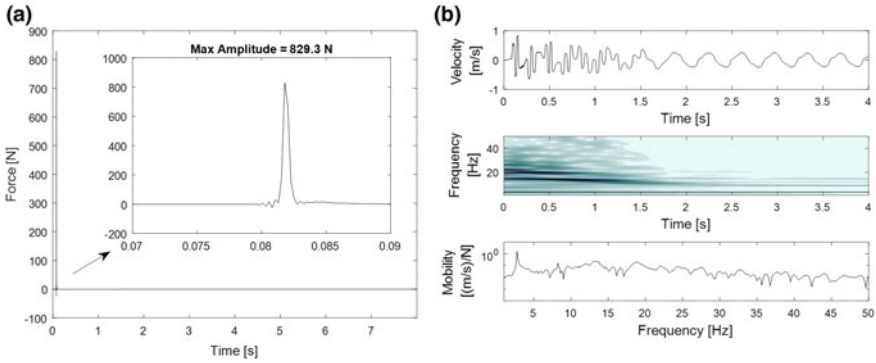 (a)
900
800
700
600
500
400
300
200
100
0
-100
Force [N]
0 1 2 3 4 5 6 7
Time [s]
Max Amplitude = 829.3 N
1000
800
600
400
200
0
-200
0.07 0.075 0.08 0.085 0.09
(b)
Velocity
[m/s]
1
0
-1
0 0.5 1 1.5 2 2.5 3 3.5 4
Time [s]
Frequency
[Hz]
40
20
0 0.5 1 1.5 2 2.5 3 3.5 4
Time [s]
Mobility
[(m/s)/N]
10⁰
5 10 15 20 25 30 35 40 45 50
Frequency [Hz]